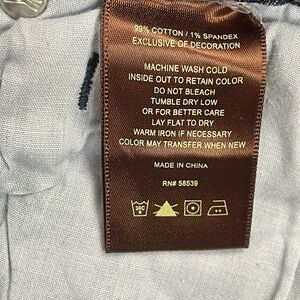 99% COTTON / 1% SPANDEX
EXCLUSIVE OF DECORATION
MACHINE WASH COLD
INSIDE OUT TO RETAIN COLOR
DO NOT BLEACH
TUMBLE DRY LOW
OR FOR BETTER CARE
LAY FLAT TO DRY
WARM IRON IF NECESSARY
COLOR MAY TRANSFER WHEN NEW
MADE IN CHINA
RN# 58539